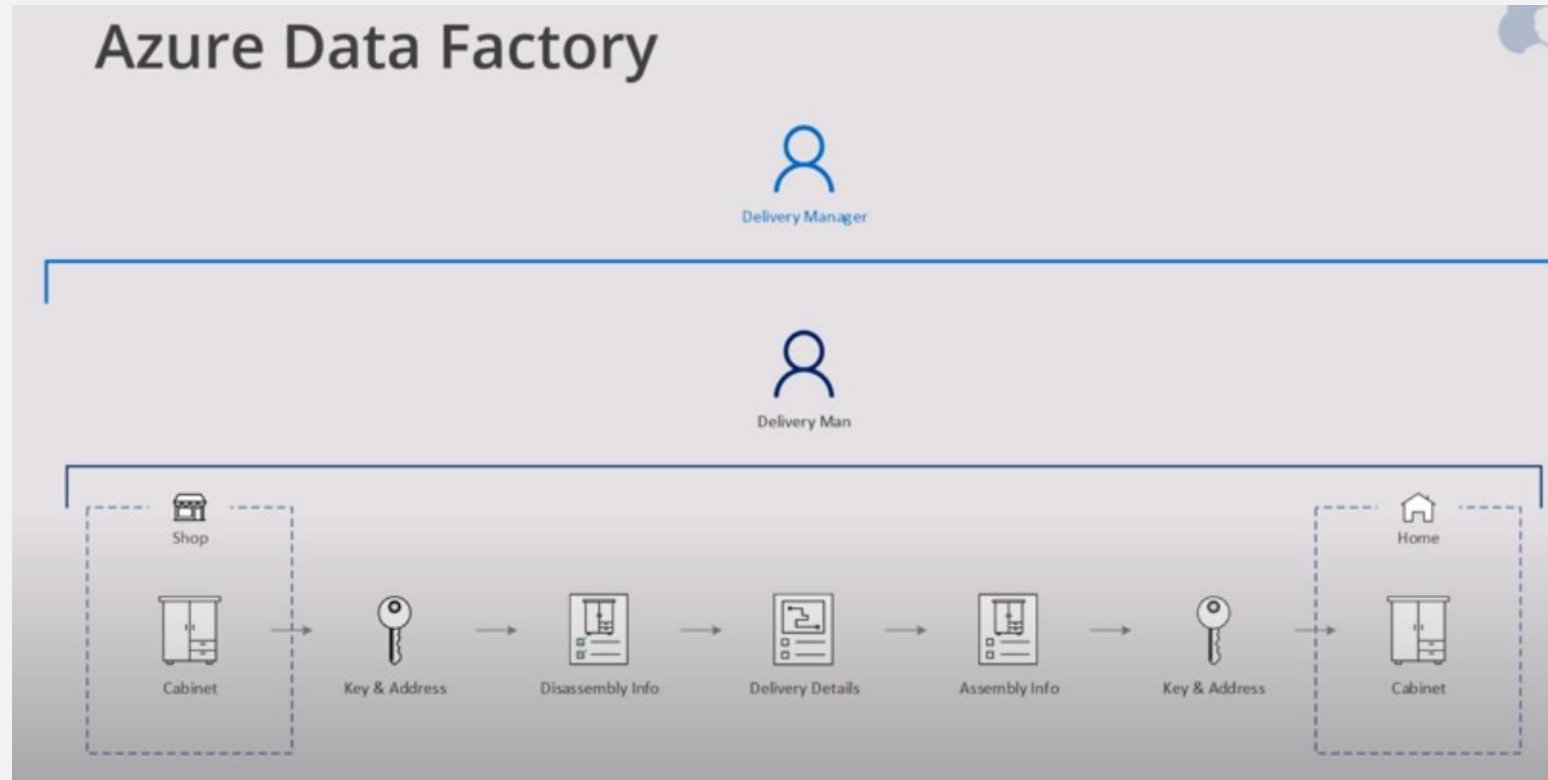 Azure Data Factory
Delivery Manager
Delivery Man
Shop
Home
Cabinet
Key & Address
Disassembly Info
Delivery Details
Assembly Info
Key & Address
Cabinet